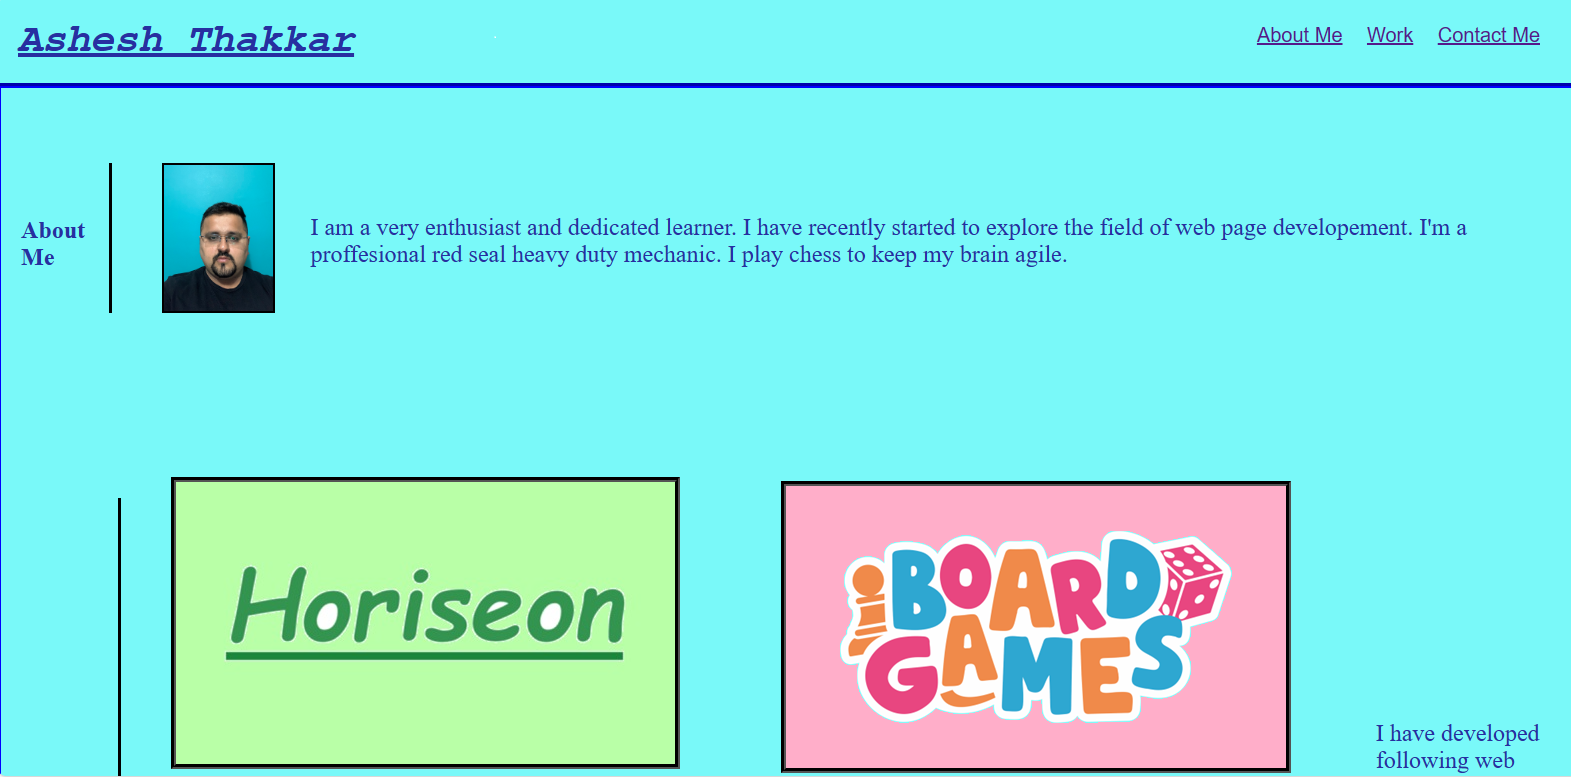 Ashesh Thakkar
About Me Work Contact Me
About
Me
I am a very enthusiast and dedicated learner. I have recently started to explore the field of web page developement. I'm a
proffesional red seal heavy duty mechanic. I play chess to keep my brain agile.
Horiseon
BOARD
GAMES
I have developed
following web